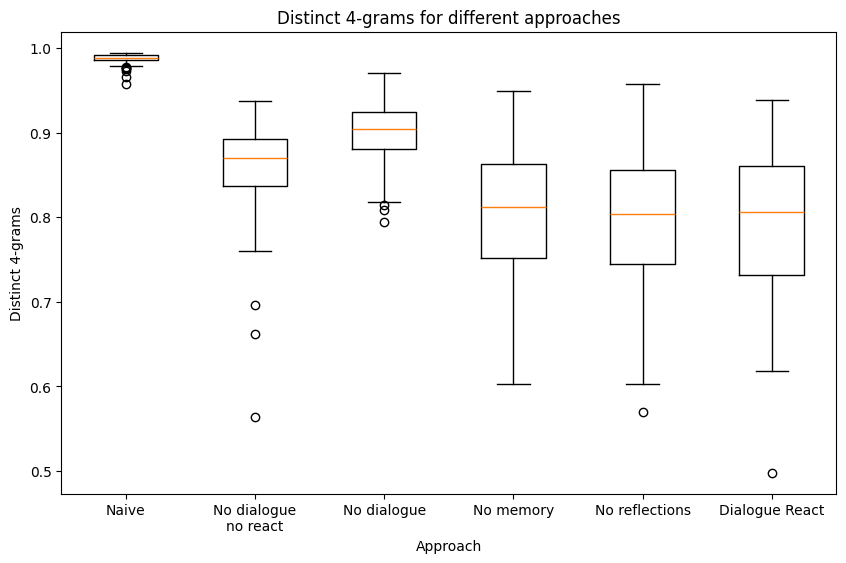 Distinct 4-grams for different approaches
1.0
0.9
0.8
0.7
0.6
0.5
Distinct 4-grams
Naive
No dialogue
no react
No dialogue
No memory
No reflections
Dialogue React
Approach